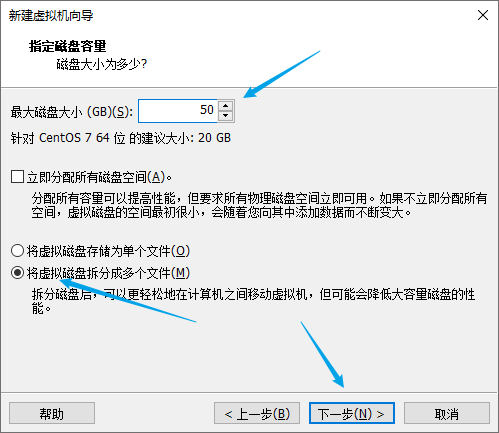 新建虚拟机向导
指定磁盘容量
磁盘大小为多少?
最大磁盘大小 (GB)(S): 50
针对 CentOS 7 64 位 的建议大小: 20 GB
立即分配所有磁盘空间(A)。
分配所有容量可以提高性能，但要求所有物理磁盘空间立即可用。如果不立即分配所有
空间，虚拟磁盘的空间最初很小，会随着您向其中添加数据而不断变大。
将虚拟磁盘存储为单个文件(O)
将虚拟磁盘拆分成多个文件(M)
拆分磁盘后，可以更轻松地在计算机之间移动虚拟机，但可能会降低大容量磁盘的性
能。
帮助 < 上一步(B) 下一步(N) > 取消